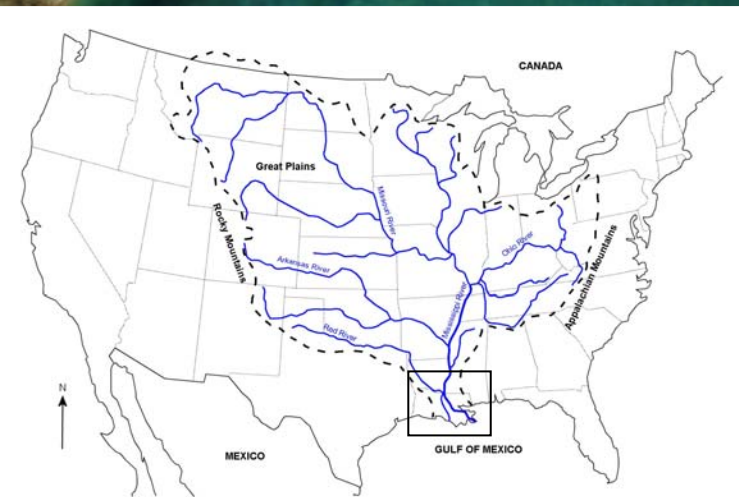 CANADA
Great Plains
Missouri River
Rocky Mountains
Ohio River
Appalachian Mountains
Arkansas River
Mississippi River
Red River
N
MEXICO
GULF OF MEXICO